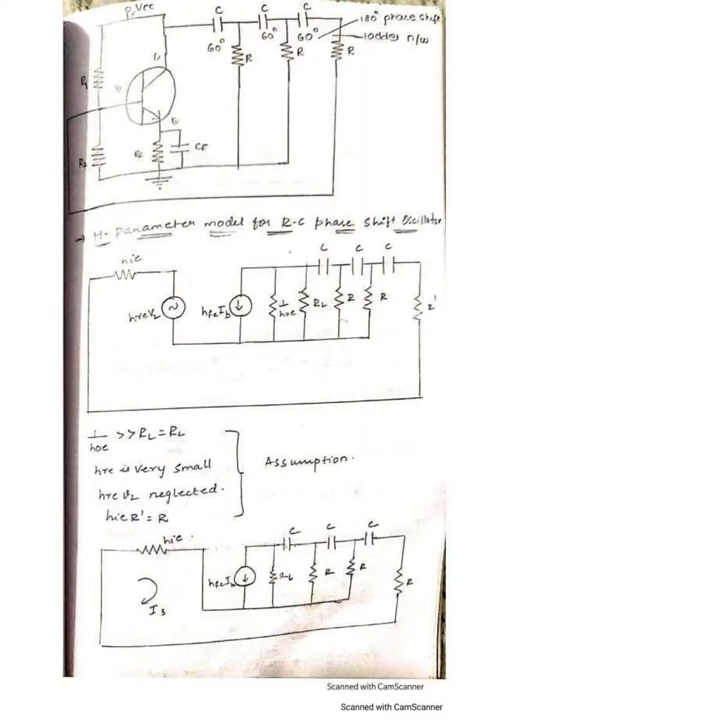 P.Vcc
C C C
180° phase shift
60° 60° 60°
ladder n/w
R R R
R1
C
B
E
R2
RE
CF
→ H-parameter model for R-C phase shift Oscillator
C C C
hie
hreV2
hfeIb
1/hoe
RL
R R
R'
1/hoe >> RL = RL
hre is very small
hre V2 neglected.
Assumption.
hie R' = R
hie
C C C
hfeIb
RL R R R
I3
Scanned with CamScanner
Scanned with CamScanner